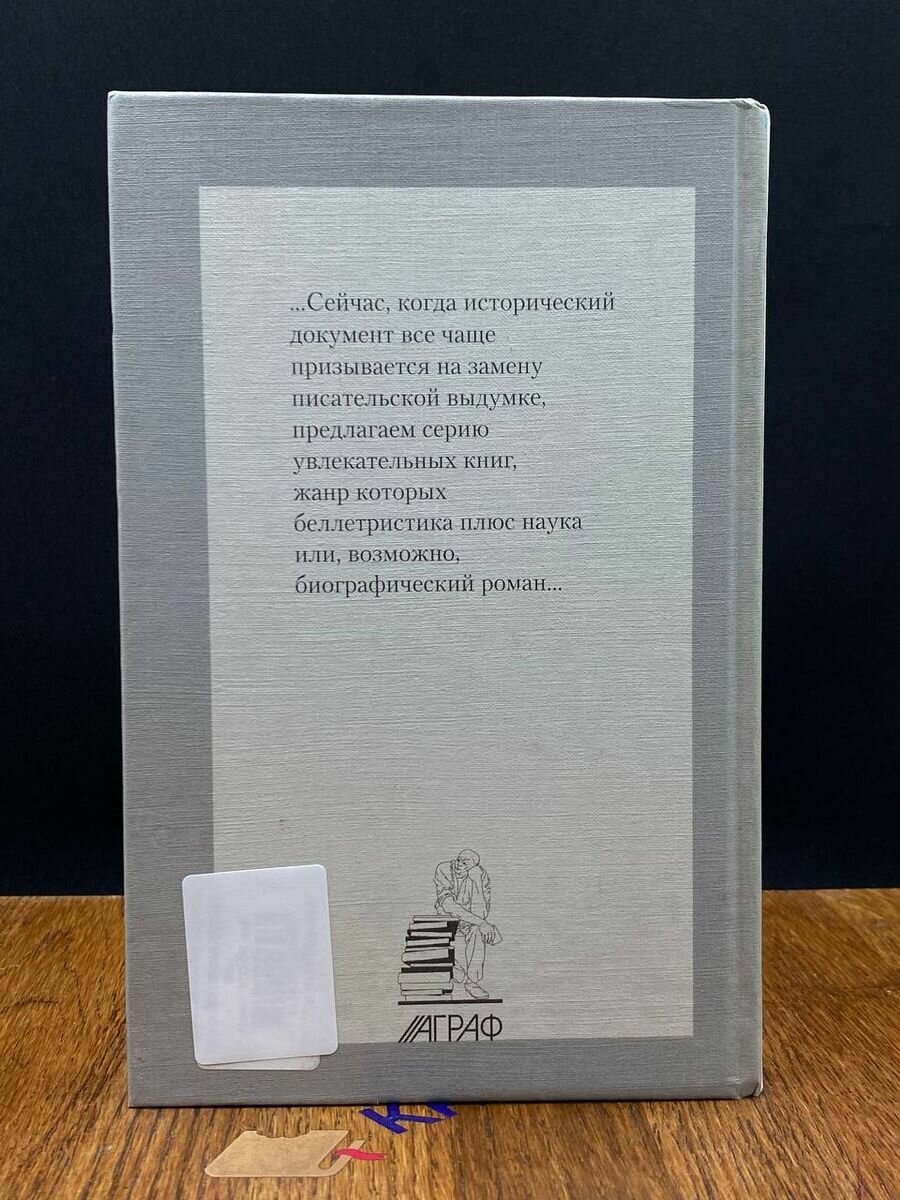 ...Сейчас, когда исторический
документ все чаще
призывается на замену
писательской выдумке,
предлагаем серию
увлекательных книг,
жанр которых
беллетристика плюс наука
или, возможно,
биографический роман...
АГРАФ